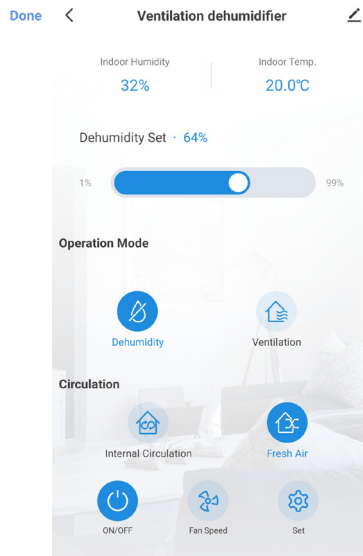 Done
Ventilation dehumidifier
Indoor Humidity
Indoor Temp.
32%
20.0℃
Dehumidity Set · 64%
1%
99%
Operation Mode
Dehumidity
Ventilation
Circulation
Internal Circulation
Fresh Air
ON/OFF
Fan Speed
Set